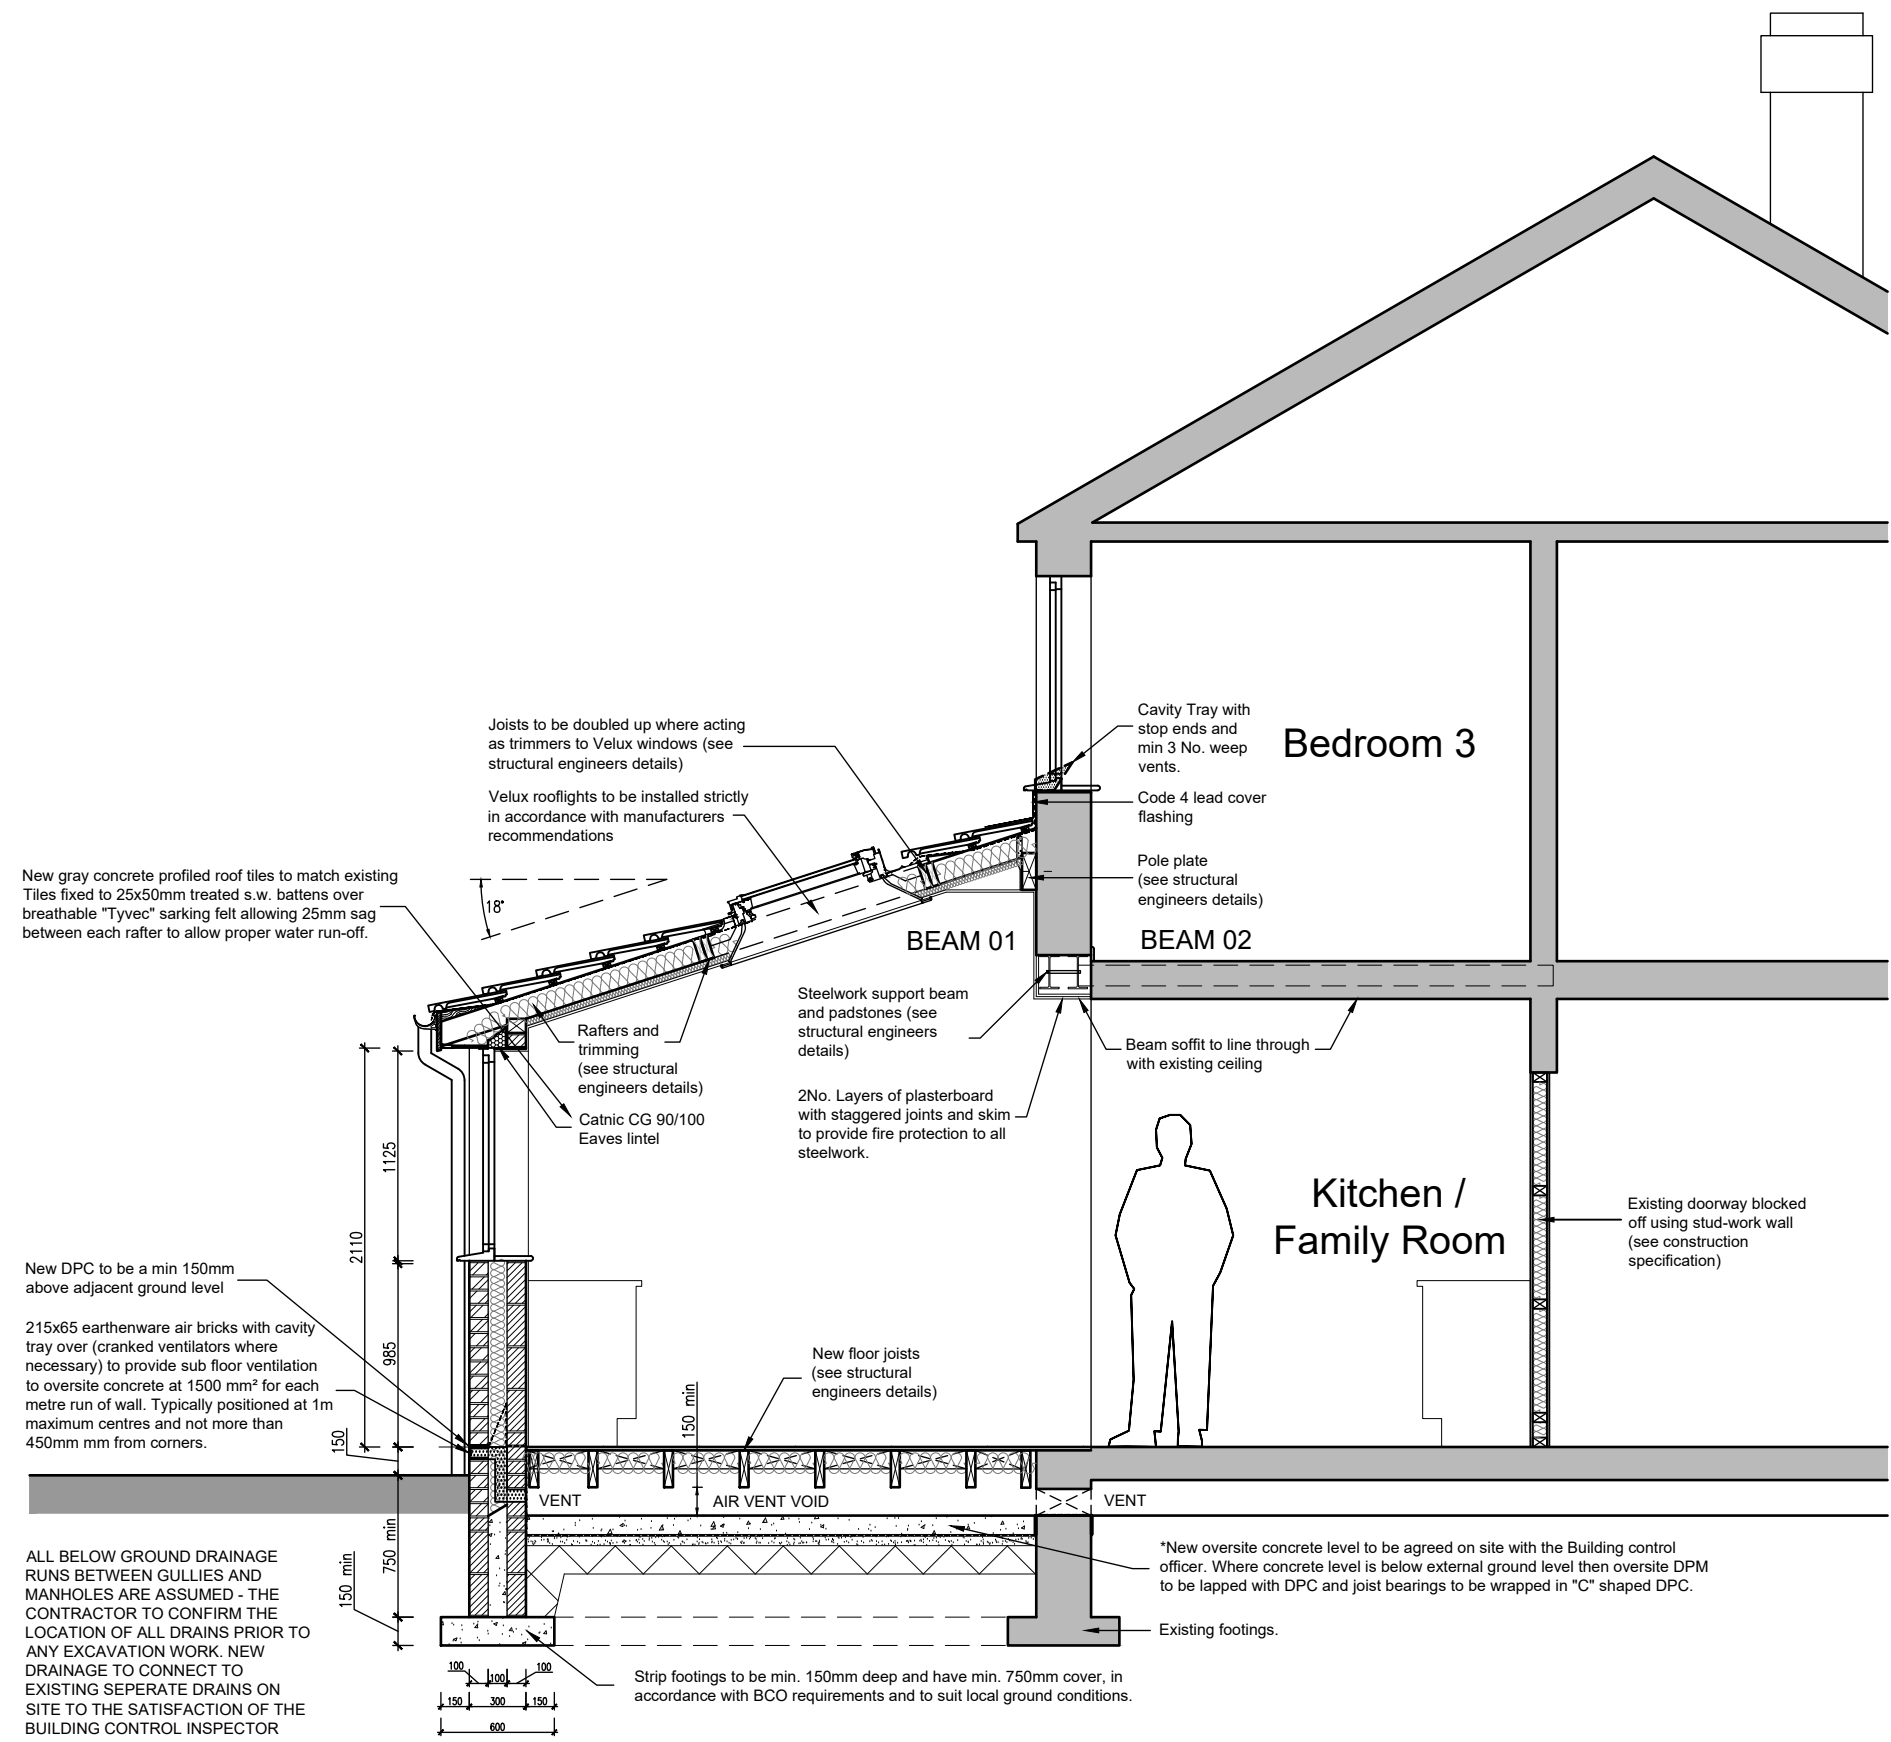 Joists to be doubled up where acting
as trimmers to Velux windows (see
structural engineers details)
Velux rooflights to be installed strictly
in accordance with manufacturers
recommendations
Cavity Tray with
stop ends and
min 3 No. weep
vents.
Bedroom 3
Code 4 lead cover
flashing
Pole plate
(see structural
engineers details)
New gray concrete profiled roof tiles to match existing
Tiles fixed to 25x50mm treated s.w. battens over
breathable "Tyvec" sarking felt allowing 25mm sag
between each rafter to allow proper water run-off.
18°
BEAM 01
BEAM 02
Steelwork support beam
and padstones (see
structural engineers
details)
Rafters and
trimming
(see structural
engineers details)
Beam soffit to line through
with existing ceiling
2No. Layers of plasterboard
with staggered joints and skim
to provide fire protection to all
steelwork.
Catnic CG 90/100
Eaves lintel
1125
2110
985
150
Kitchen /
Family Room
Existing doorway blocked
off using stud-work wall
(see construction
specification)
New DPC to be a min 150mm
above adjacent ground level
215x65 earthenware air bricks with cavity
tray over (cranked ventilators where
necessary) to provide sub floor ventilation
to oversite concrete at 1500 mm² for each
metre run of wall. Typically positioned at 1m
maximum centres and not more than
450mm mm from corners.
New floor joists
(see structural
engineers details)
150 min
VENT
AIR VENT VOID
VENT
750 min
150 min
*New oversite concrete level to be agreed on site with the Building control
officer. Where concrete level is below external ground level then oversite DPM
to be lapped with DPC and joist bearings to be wrapped in "C" shaped DPC.
Existing footings.
ALL BELOW GROUND DRAINAGE
RUNS BETWEEN GULLIES AND
MANHOLES ARE ASSUMED - THE
CONTRACTOR TO CONFIRM THE
LOCATION OF ALL DRAINS PRIOR TO
ANY EXCAVATION WORK. NEW
DRAINAGE TO CONNECT TO
EXISTING SEPERATE DRAINS ON
SITE TO THE SATISFACTION OF THE
BUILDING CONTROL INSPECTOR
Strip footings to be min. 150mm deep and have min. 750mm cover, in
accordance with BCO requirements and to suit local ground conditions.
100 100 100
150 300 150
600